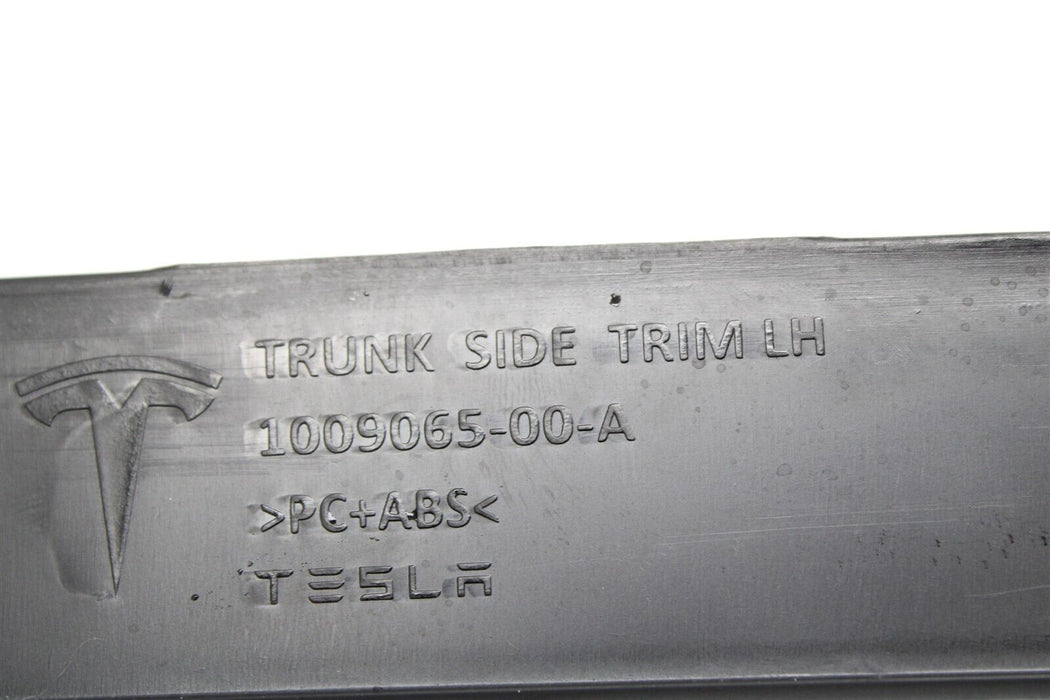 TRUNK SIDE TRIM LH
1009065-00-A
>PC+ABS<
TESLA